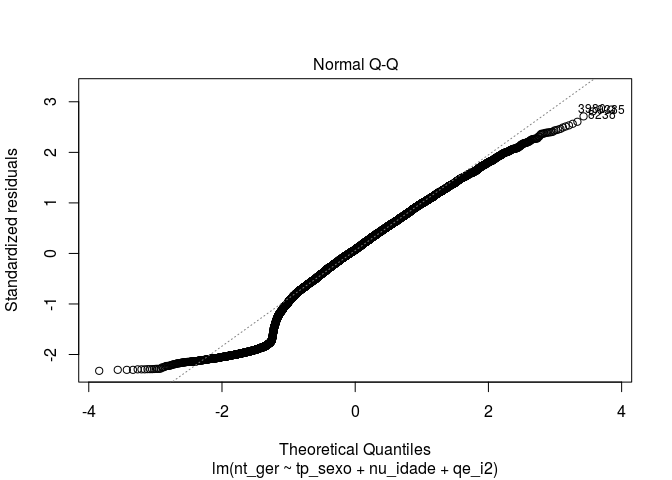 Normal Q-Q
Standardized residuals
3
2
1
0
-1
-2
-4
-2
0
2
4
Theoretical Quantiles
lm(nt_ger ~ tp_sexo + nu_idade + qe_i2)